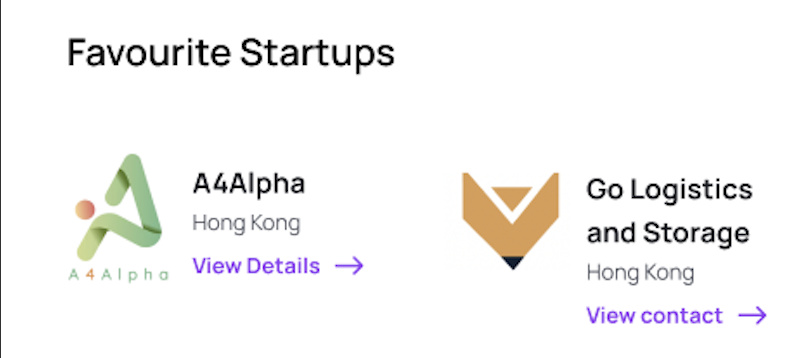 Favourite Startups
A4Alpha
Hong Kong
View Details →
A4Alpha
Go Logistics
and Storage
Hong Kong
View contact →